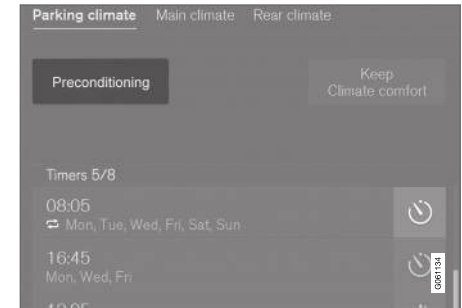 Parking climate Main climate Rear climate
Preconditioning
Keep
Climate comfort
Timers 5/8
08:05
Mon, Tue, Wed, Fri, Sat, Sun
16:45
Mon, Wed, Fri
G061134